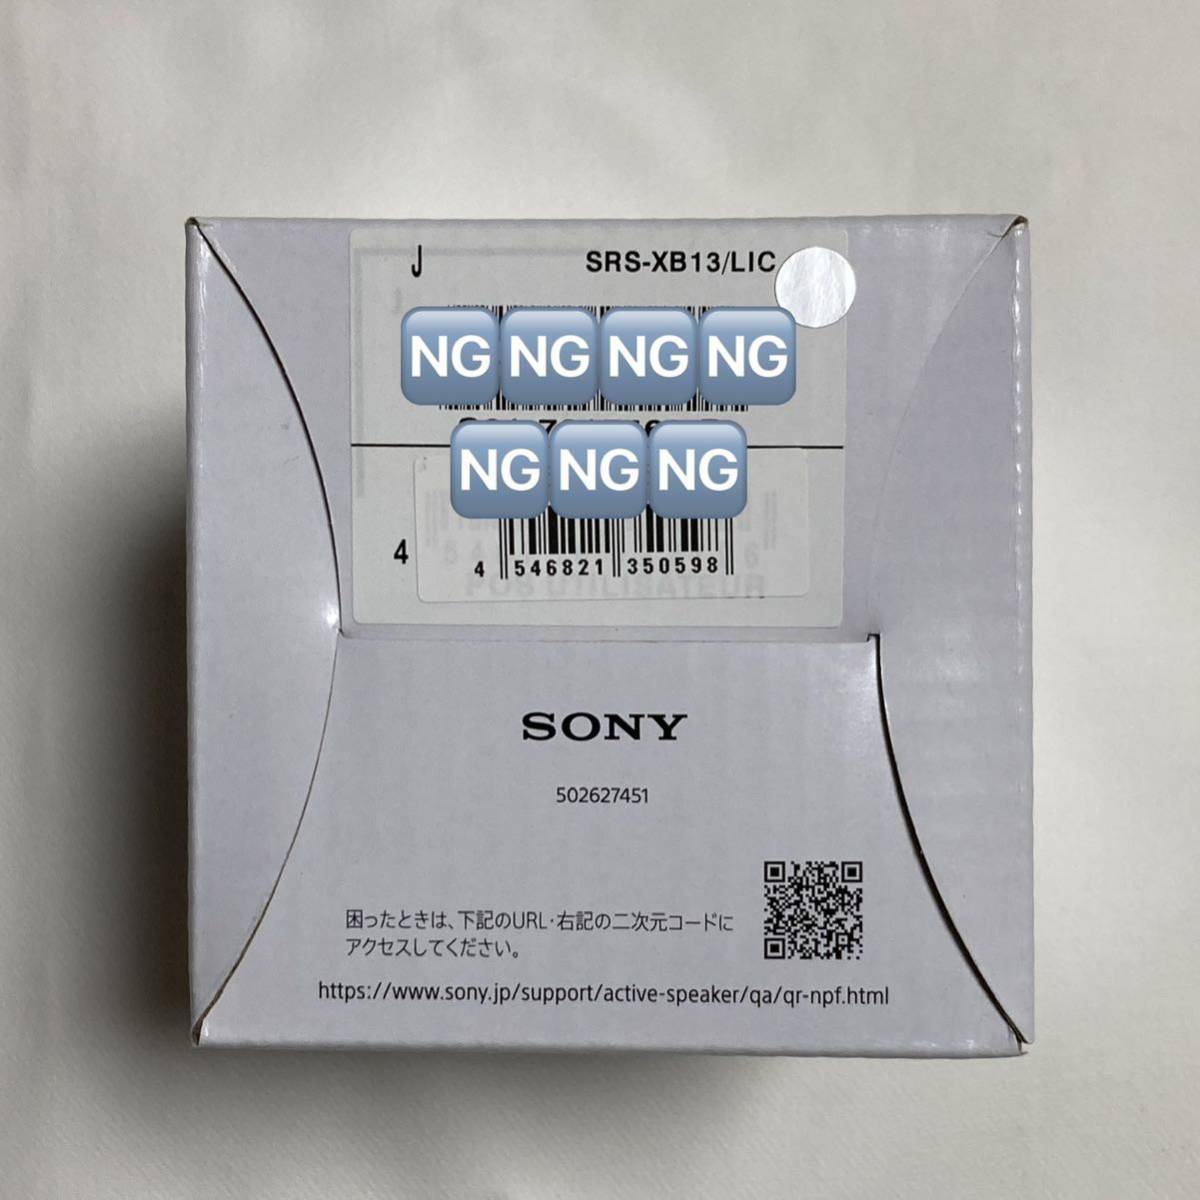 J SRS-XB13/LIC
NG NG NG NG
NG NG NG
4
4 546821 350598
SONY
502627451
困ったときは、下記のURL・右記の二次元コードに
アクセスしてください。
https://www.sony.jp/support/active-speaker/qa/qr-npf.html